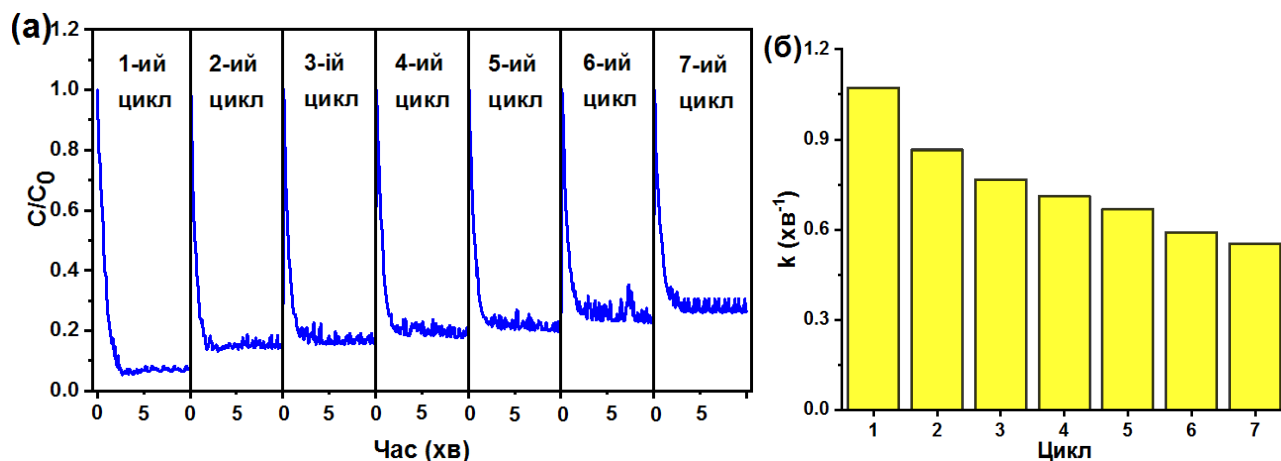 (а)
1.2
1.0
0.8
0.6
0.4
0.2
0.0
C/C0
1-ий
цикл
2-ий
цикл
3-ій
цикл
4-ий
цикл
5-ий
цикл
6-ий
цикл
7-ий
цикл
0 5 0 5 0 5 0 5 0 5 0 5 0 5
Час (хв)
(б)
1.2
0.9
0.6
0.3
0.0
k (хв-1)
1 2 3 4 5 6 7
Цикл